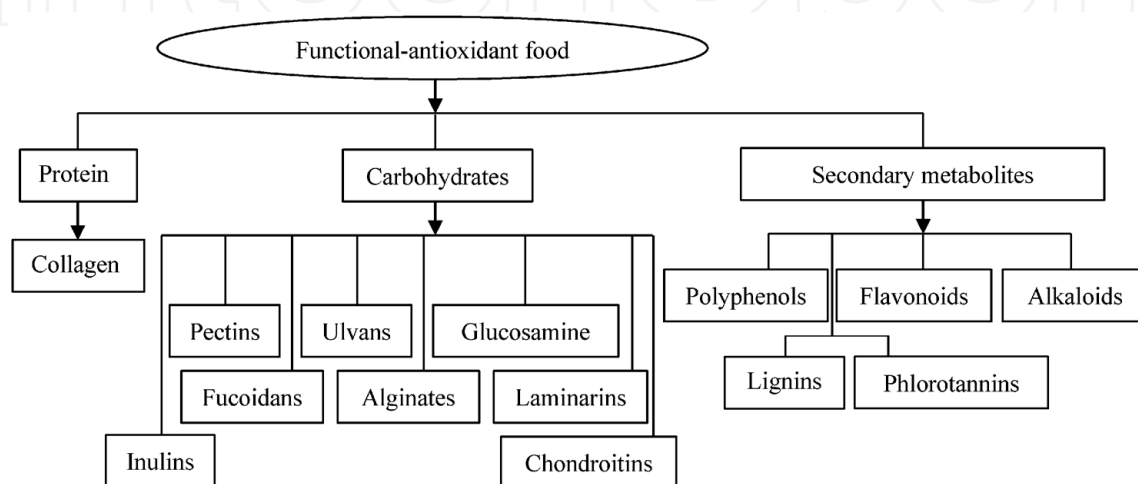 Functional-antioxidant food
Protein
Carbohydrates
Secondary metabolites
Collagen
Polyphenols
Flavonoids
Alkaloids
Pectins
Ulvans
Glucosamine
Lignins
Phlorotannins
Fucoidans
Alginates
Laminarins
Inulins
Chondroitins